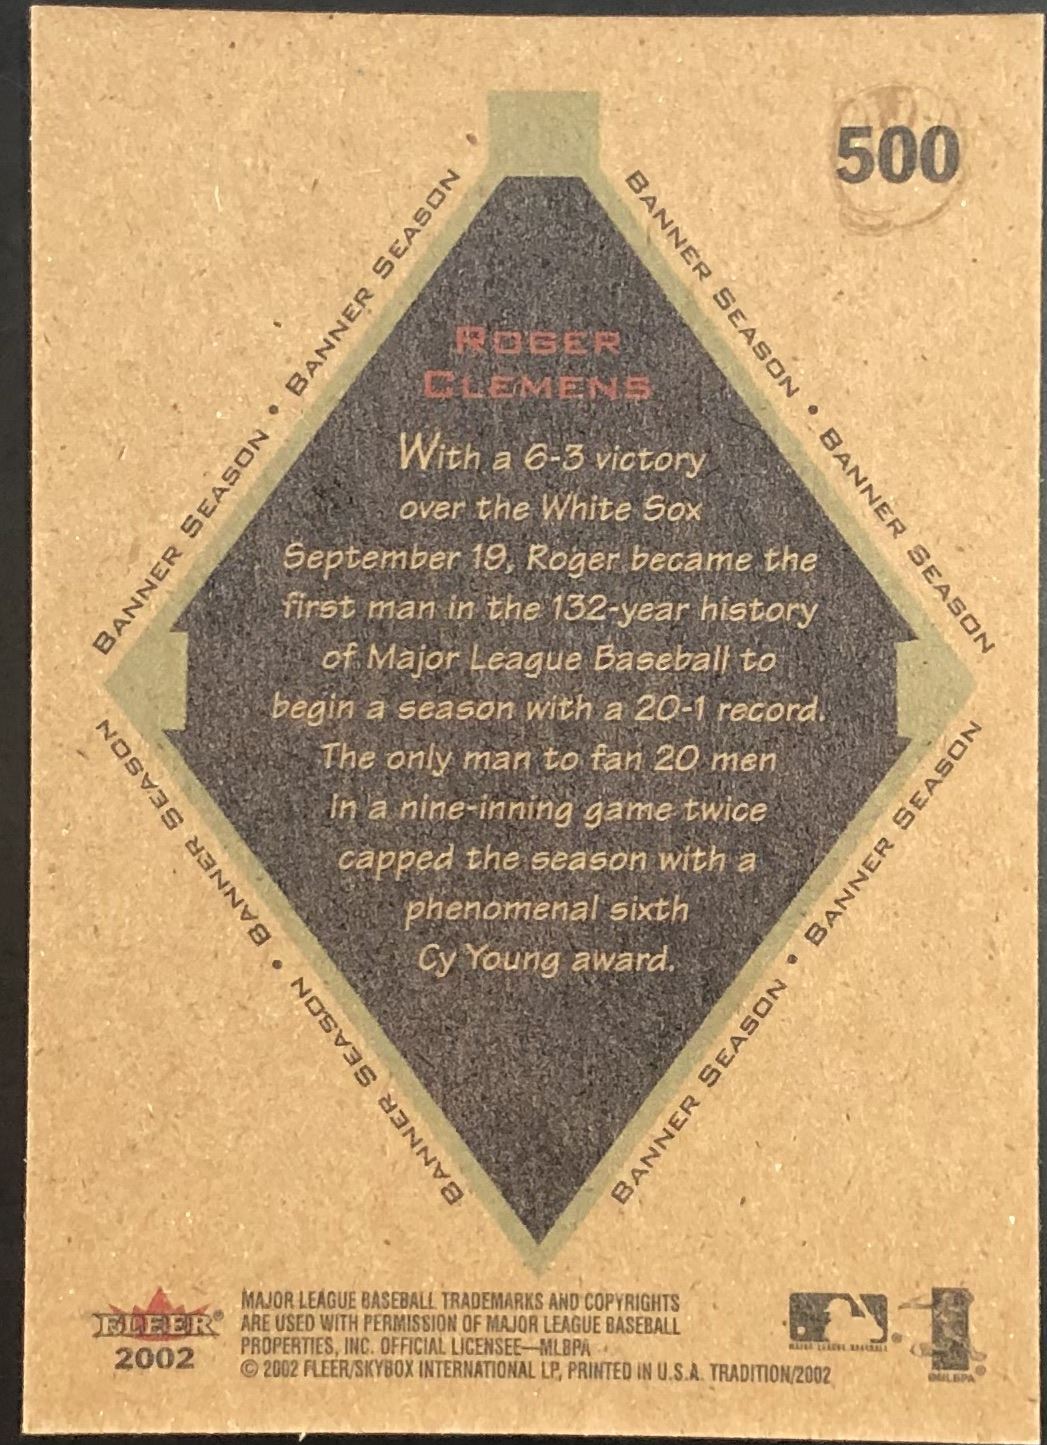 500
BANNER SEASON • BANNER SEASON
BANNER SEASON • BANNER SEASON
ROGER
CLEMENS
With a 6-3 victory
over the White Sox
September 19, Roger became the
first man in the 132-year history
of Major League Baseball to
begin a season with a 20-1 record.
The only man to fan 20 men
in a nine-inning game twice
capped the season with a
phenomenal sixth
Cy Young award.
BANNER SEASON • BANNER SEASON
BANNER SEASON • BANNER SEASON
FLEER®
2002
MAJOR LEAGUE BASEBALL TRADEMARKS AND COPYRIGHTS
ARE USED WITH PERMISSION OF MAJOR LEAGUE BASEBALL
PROPERTIES, INC. OFFICIAL LICENSEE—MLBPA
© 2002 FLEER/SKYBOX INTERNATIONAL LP, PRINTED IN U.S.A. TRADITION/2002
MAJOR LEAGUE BASEBALL
®
©MLBPA